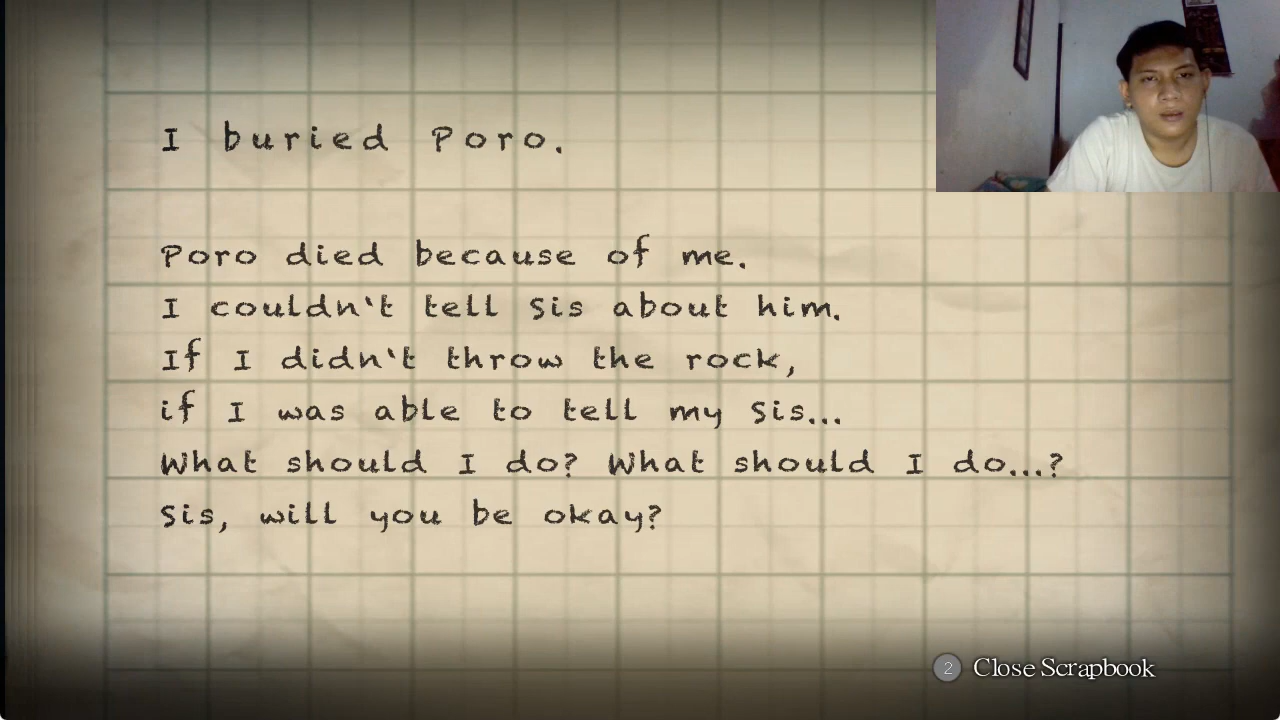 I buried Poro.
Poro died because of me.
I couldn't tell Sis about him.
If I didn't throw the rock,
if I was able to tell my Sis...
What should I do? What should I do...?
Sis, will you be okay?
2 Close Scrapbook